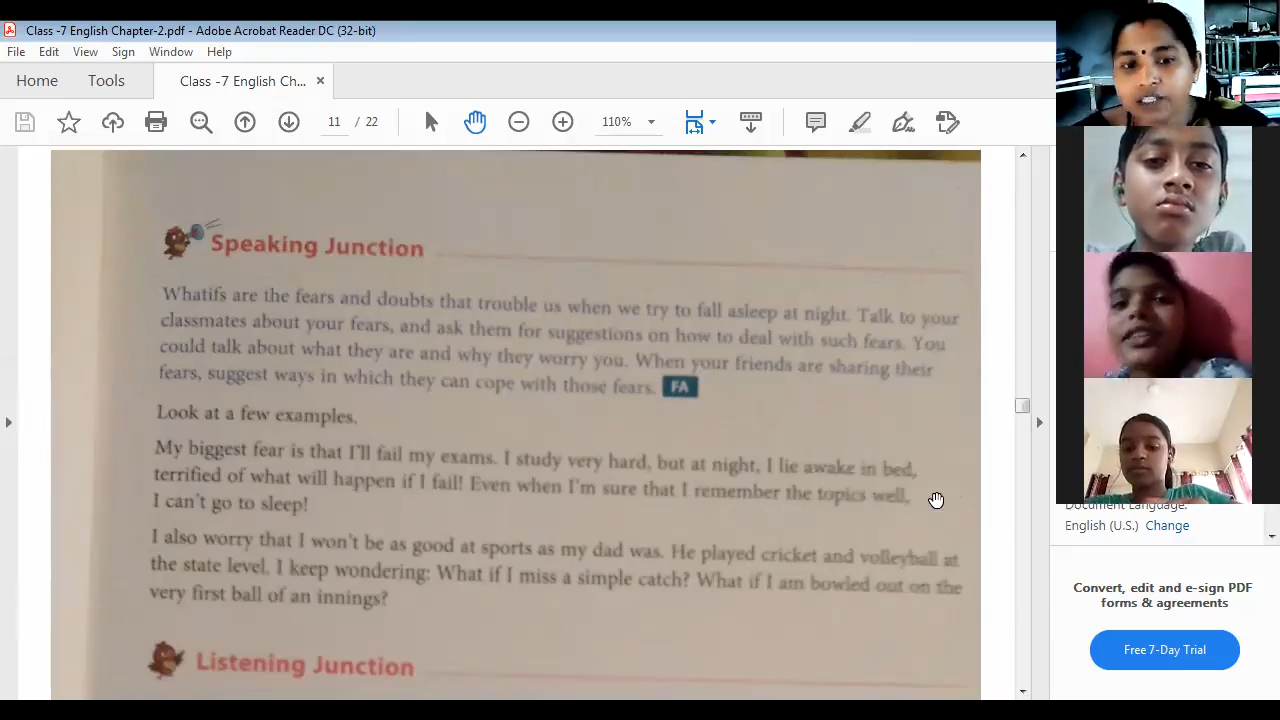 Class -7 English Chapter-2.pdf - Adobe Acrobat Reader DC (32-bit)
File Edit View Sign Window Help
Home Tools Class -7 English Ch... ×
11 / 22 110%
Speaking Junction
Whatifs are the fears and doubts that trouble us when we try to fall asleep at night. Talk to your
classmates about your fears, and ask them for suggestions on how to deal with such fears. You
could talk about what they are and why they worry you. When your friends are sharing their
fears, suggest ways in which they can cope with those fears. FA
Look at a few examples.
My biggest fear is that I'll fail my exams. I study very hard, but at night, I lie awake in bed,
terrified of what will happen if I fail! Even when I'm sure that I remember the topics well,
I can't go to sleep!
I also worry that I won't be as good at sports as my dad was. He played cricket and volleyball at
the state level. I keep wondering: What if I miss a simple catch? What if I am bowled out on the
very first ball of an innings?
Listening Junction
Document Language:
English (U.S.) Change
Convert, edit and e-sign PDF
forms & agreements
Free 7-Day Trial